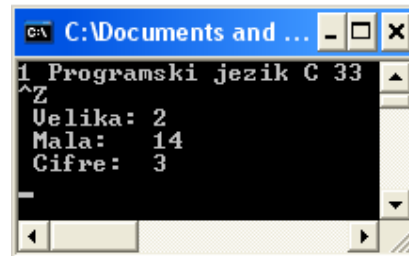 C:\Documents and ...
1 Programski jezik C 33
^Z
Velika: 2
Mala: 14
Cifre: 3